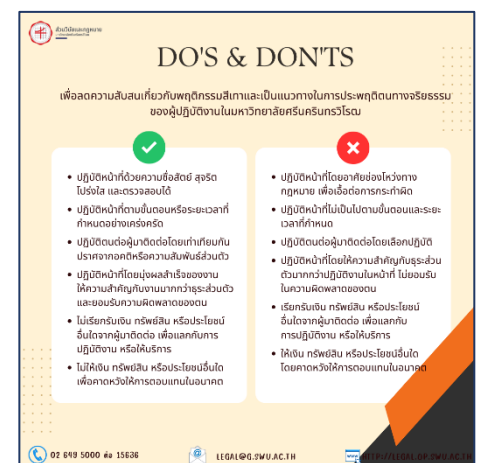 ส่วนวินัยและกฎหมาย
DO'S & DON'TS
เพื่อลดความสับสนเกี่ยวกับพฤติกรรมสีเทาและเป็นแนวทางในการประพฤติตนทางจริยธรรม
ของผู้ปฏิบัติงานในมหาวิทยาลัยศรีนครินทรวิโรฒ
• ปฏิบัติหน้าที่ด้วยความซื่อสัตย์ สุจริต
โปร่งใส และตรวจสอบได้
• ปฏิบัติหน้าที่ตามขั้นตอนหรือระยะเวลาที่
กำหนดอย่างเคร่งครัด
• ปฏิบัติตนต่อผู้มาติดต่อโดยเท่าเทียมกัน
ปราศจากอคติหรือความสัมพันธ์ส่วนตัว
• ปฏิบัติหน้าที่โดยมุ่งผลสำเร็จของงาน
ให้ความสำคัญกับงานมากกว่าธุระส่วนตัว
และยอมรับความผิดพลาดของตน
• ไม่เรียกรับเงิน ทรัพย์สิน หรือประโยชน์
อื่นใดจากผู้มาติดต่อ เพื่อแลกกับการ
ปฏิบัติงาน หรือให้บริการ
• ไม่ให้เงิน ทรัพย์สิน หรือประโยชน์อื่นใด
เพื่อคาดหวังให้การตอบแทนในอนาคต
• ปฏิบัติหน้าที่โดยอาศัยช่องโหว่งทาง
กฎหมาย เพื่อเอื้อต่อการกระทำผิด
• ปฏิบัติหน้าที่ไม่เป็นไปตามขั้นตอนและระยะ
เวลาที่กำหนด
• ปฏิบัติตนต่อผู้มาติดต่อโดยเลือกปฏิบัติ
• ปฏิบัติหน้าที่โดยให้ความสำคัญกับธุระส่วน
ตัวมากกว่าปฏิบัติงานในหน้าที่ ไม่ยอมรับ
ในความผิดพลาดของตน
• เรียกรับเงิน ทรัพย์สิน หรือประโยชน์
อื่นใดจากผู้มาติดต่อ เพื่อแลกกับ
การปฏิบัติงาน หรือให้บริการ
• ให้เงิน ทรัพย์สิน หรือประโยชน์อื่นใด
โดยคาดหวังให้การตอบแทนในอนาคต
02 649 5000 ต่อ 15636
LEGAL@G.SWU.AC.TH
HTTP://LEGAL.OP.SWU.AC.TH